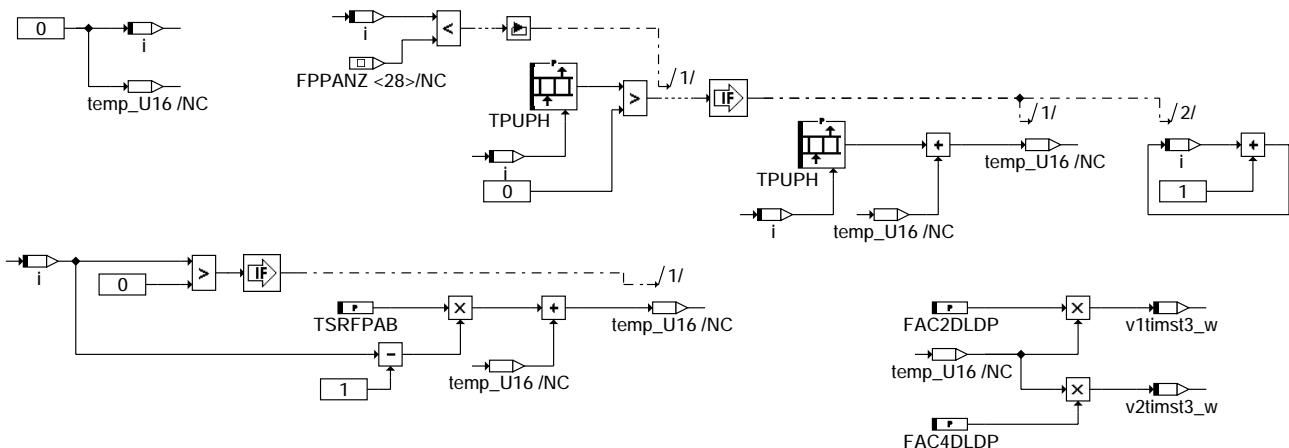 0
i
temp_U16 /NC
i
<
FPPANZ <28>/NC
/1/
P
TPUPH
>
IF
i
0
/1/
/2/
P
TPUPH
+
temp_U16 /NC
i
temp_U16 /NC
i
+
1
i
0
>
IF
/1/
P
TSRFPAB
×
+
temp_U16 /NC
−
1
temp_U16 /NC
P
FAC2DLDP
×
v1timst3_w
temp_U16 /NC
×
v2timst3_w
P
FAC4DLDP